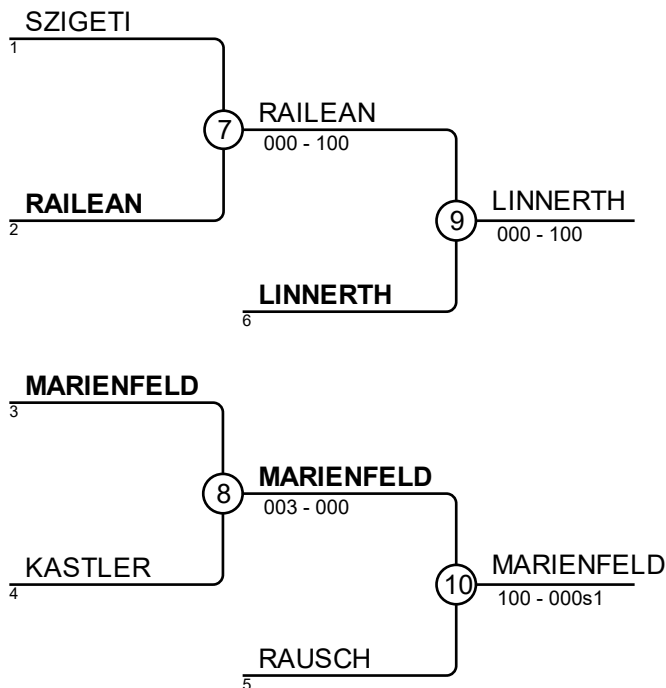 SZIGETI
1
7
RAILEAN
000 - 100
RAILEAN
2
9
LINNERTH
000 - 100
LINNERTH
6
MARIENFELD
3
8
MARIENFELD
003 - 000
KASTLER
4
10
MARIENFELD
100 - 000s1
RAUSCH
5